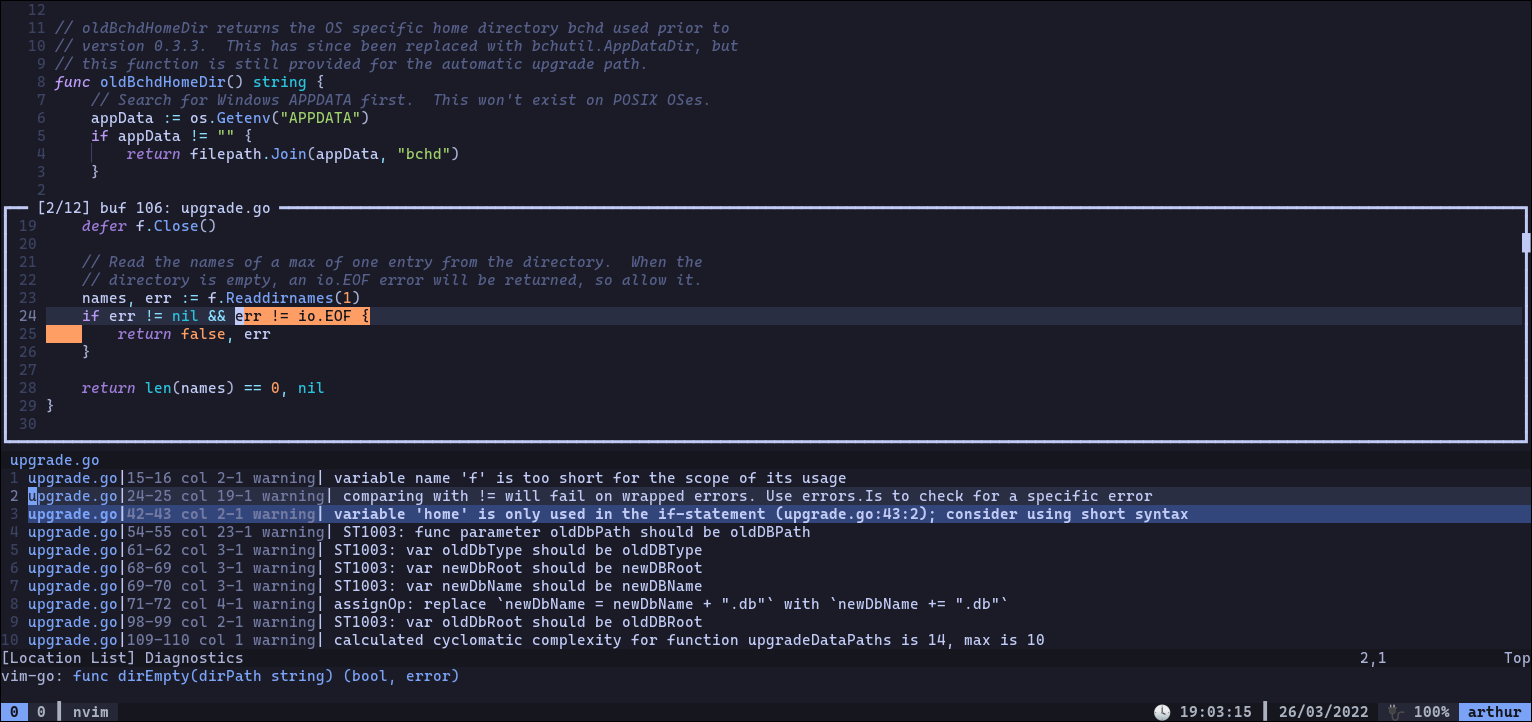 12
11 // oldBchdHomeDir returns the OS specific home directory bchd used prior to
10 // version 0.3.3.  This has since been replaced with bchutil.AppDataDir, but
9 // this function is still provided for the automatic upgrade path.
8 func oldBchdHomeDir() string {
7     // Search for Windows APPDATA first.  This won't exist on POSIX OSes.
6     appData := os.Getenv("APPDATA")
5     if appData != "" {
4         return filepath.Join(appData, "bchd")
3     }
2
[2/12] buf 106: upgrade.go
19     defer f.Close()
20
21     // Read the names of a max of one entry from the directory.  When the
22     // directory is empty, an io.EOF error will be returned, so allow it.
23     names, err := f.Readdirnames(1)
24     if err != nil && err != io.EOF {
25         return false, err
26     }
27
28     return len(names) == 0, nil
29 }
30
upgrade.go
1 upgrade.go|15-16 col 2-1 warning| variable name 'f' is too short for the scope of its usage
2 upgrade.go|24-25 col 19-1 warning| comparing with != will fail on wrapped errors. Use errors.Is to check for a specific error
3 upgrade.go|42-43 col 2-1 warning| variable 'home' is only used in the if-statement (upgrade.go:43:2); consider using short syntax
4 upgrade.go|54-55 col 23-1 warning| ST1003: func parameter oldDbPath should be oldDBPath
5 upgrade.go|61-62 col 3-1 warning| ST1003: var oldDbType should be oldDBType
6 upgrade.go|68-69 col 3-1 warning| ST1003: var newDbRoot should be newDBRoot
7 upgrade.go|69-70 col 3-1 warning| ST1003: var newDbName should be newDBName
8 upgrade.go|71-72 col 4-1 warning| assignOp: replace `newDbName = newDbName + ".db"` with `newDbName += ".db"`
9 upgrade.go|98-99 col 2-1 warning| ST1003: var oldDbRoot should be oldDBRoot
10 upgrade.go|109-110 col 1 warning| calculated cyclomatic complexity for function upgradeDataPaths is 14, max is 10
[Location List] Diagnostics 2,1 Top
vim-go: func dirEmpty(dirPath string) (bool, error)
0 0 nvim 19:03:15 26/03/2022 100% arthur